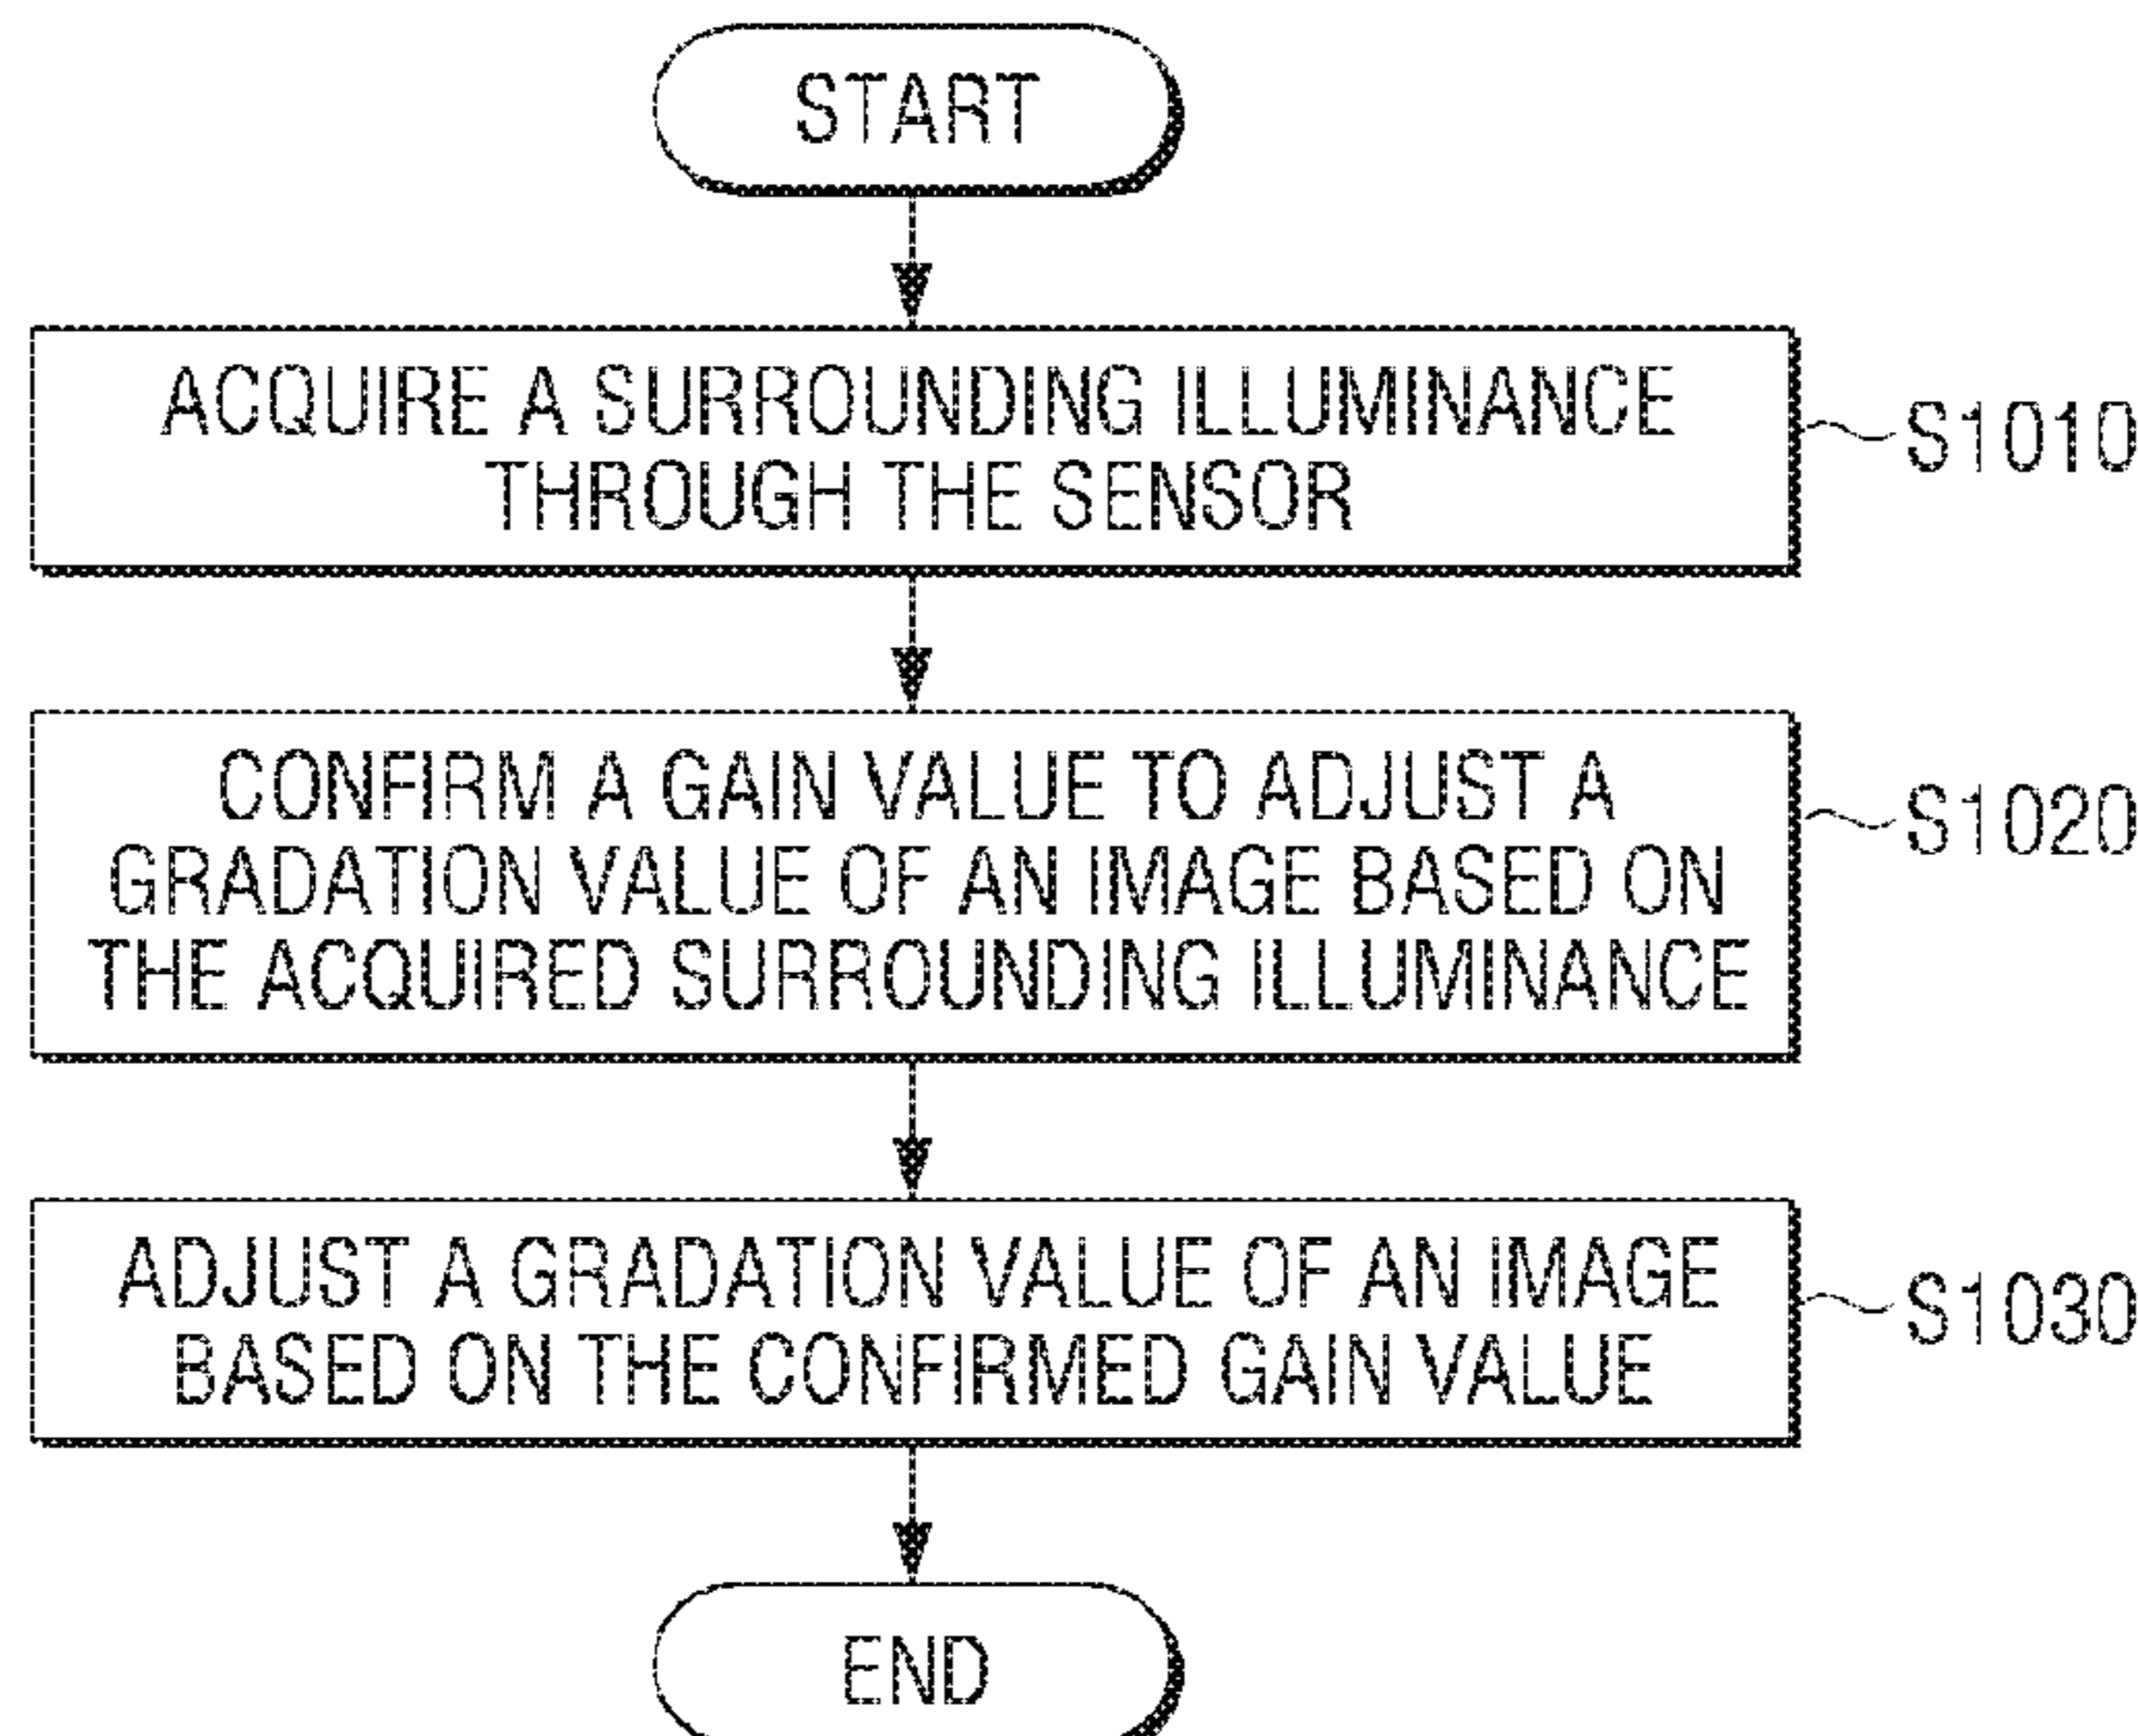 START
ACQUIRE A SURROUNDING ILLUMINANCE
THROUGH THE SENSOR
S1010
CONFIRM A GAIN VALUE TO ADJUST A
GRADATION VALUE OF AN IMAGE BASED ON
THE ACQUIRED SURROUNDING ILLUMINANCE
S1020
ADJUST A GRADATION VALUE OF AN IMAGE
BASED ON THE CONFIRMED GAIN VALUE
S1030
END